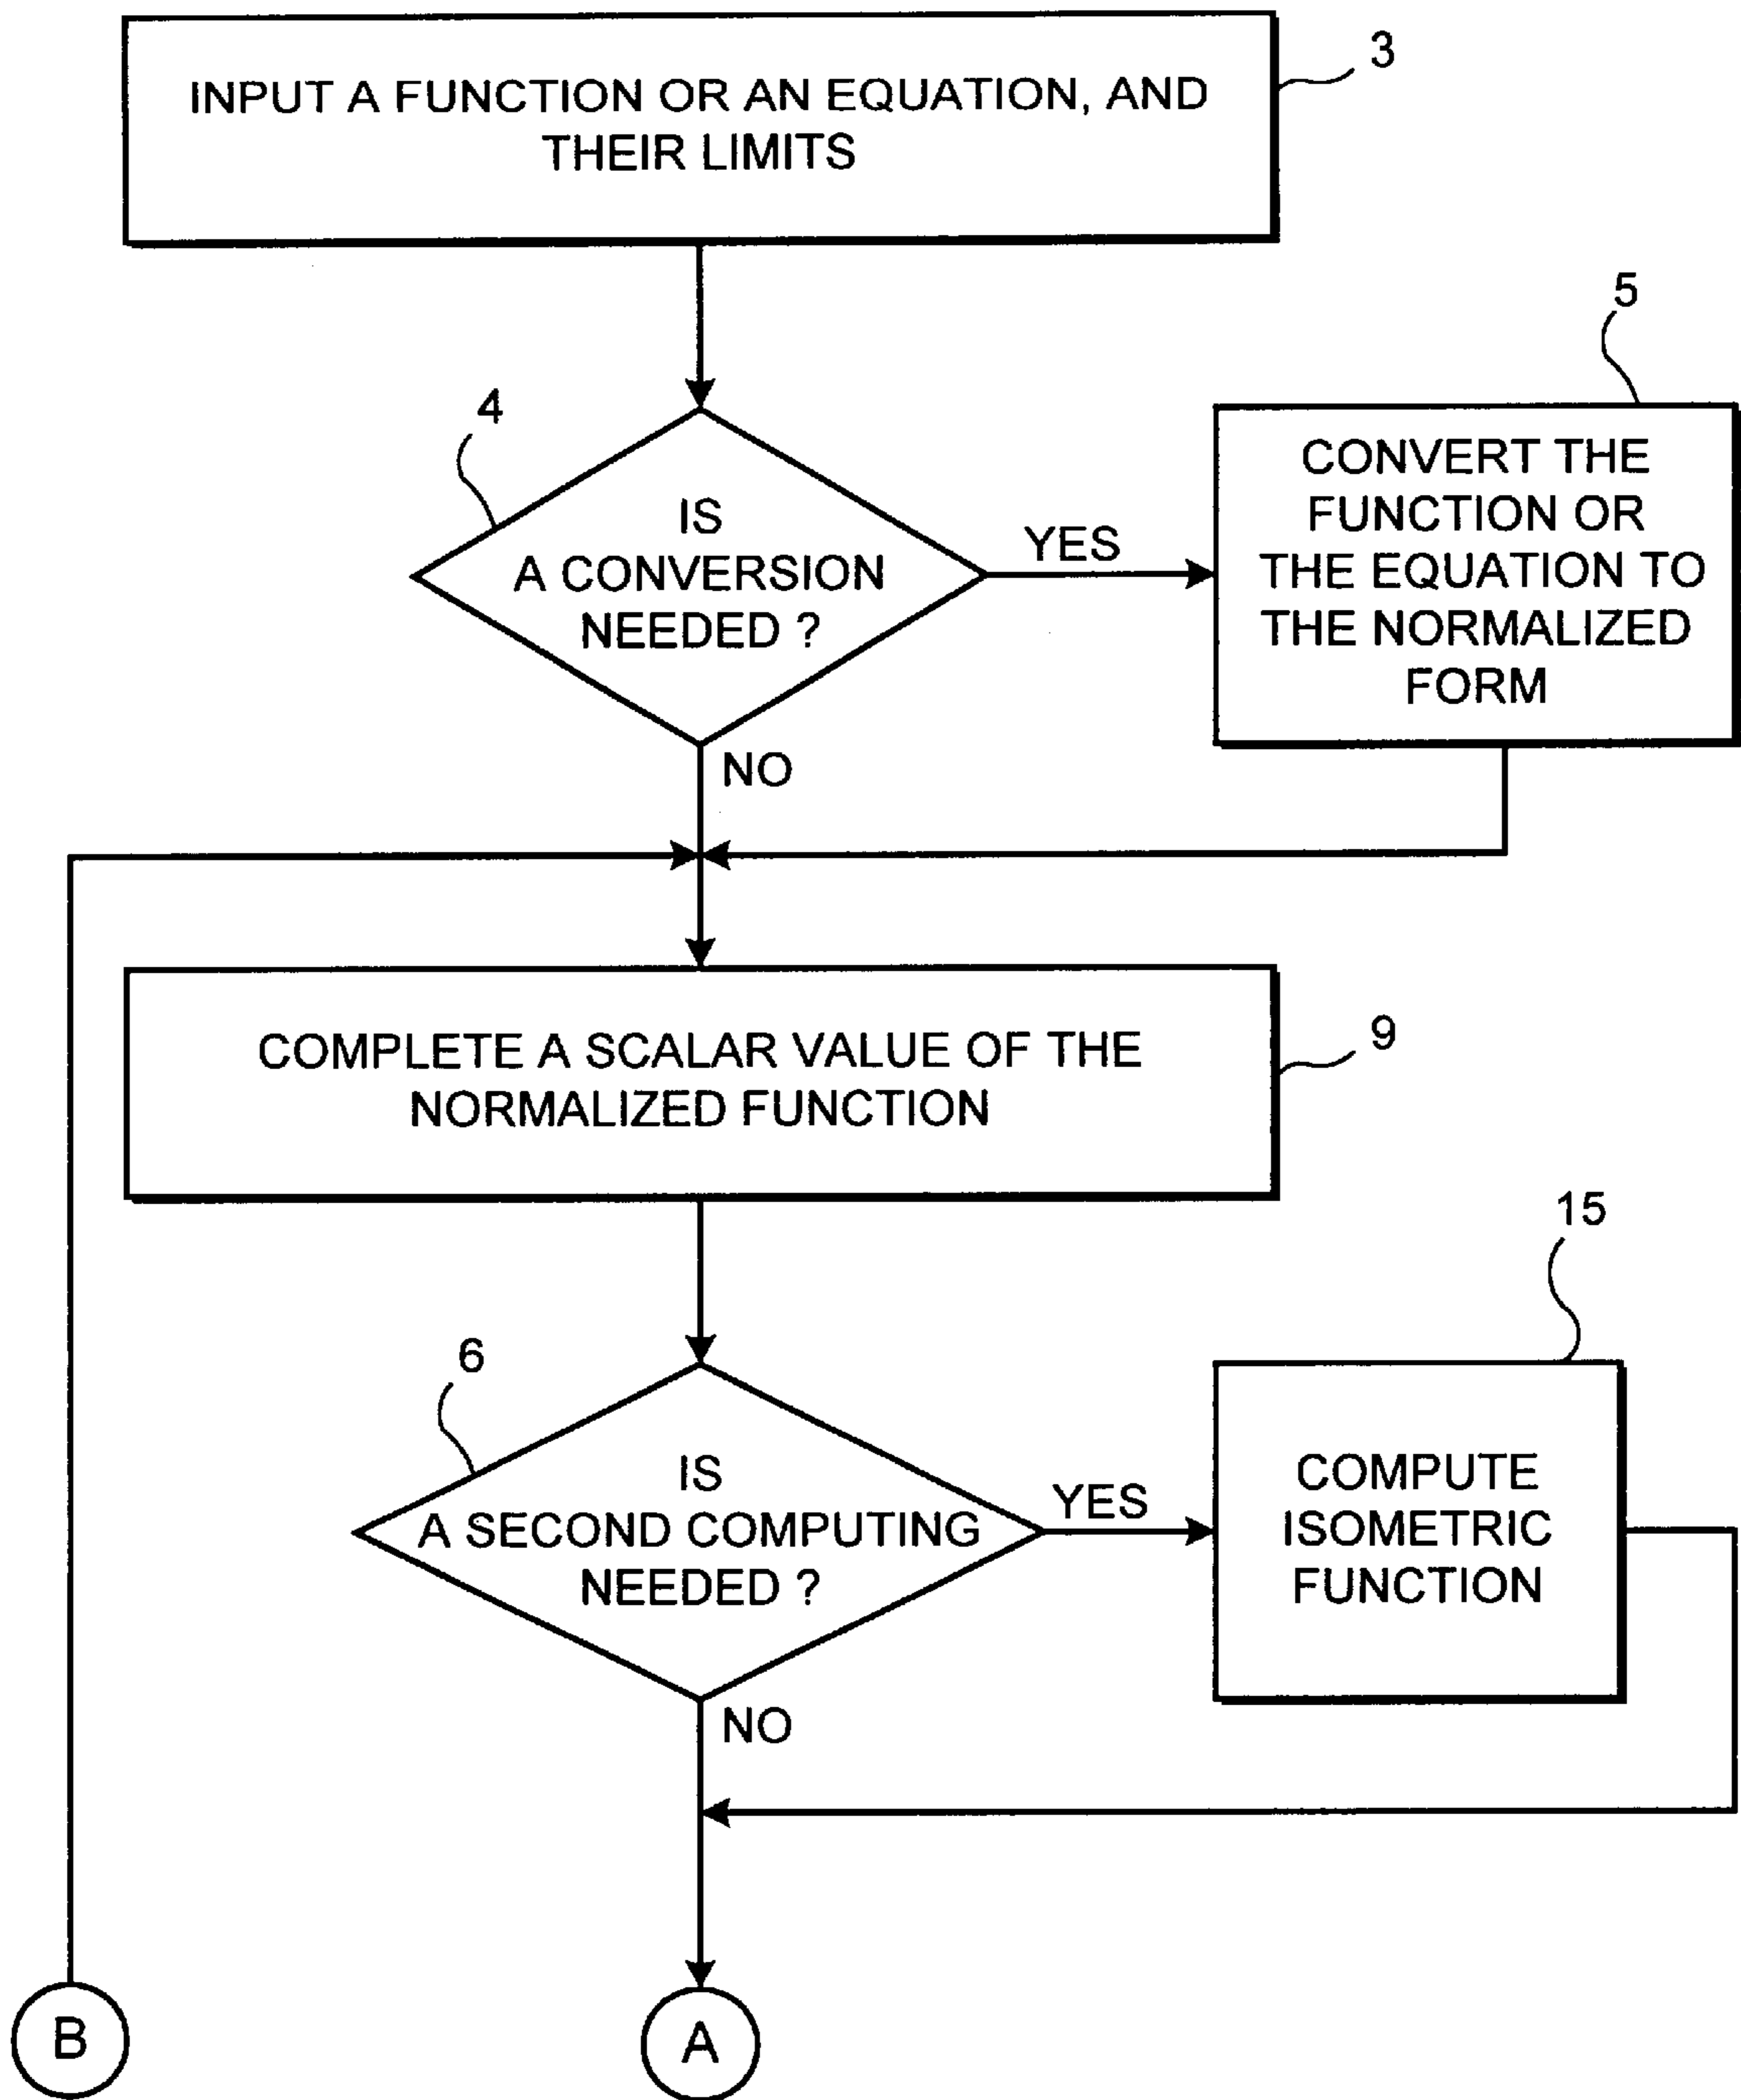 3
INPUT A FUNCTION OR AN EQUATION, AND
THEIR LIMITS
5
4
IS
A CONVERSION
NEEDED ?
YES
CONVERT THE
FUNCTION OR
THE EQUATION TO
THE NORMALIZED
FORM
NO
9
COMPLETE A SCALAR VALUE OF THE
NORMALIZED FUNCTION
15
6
IS
A SECOND COMPUTING
NEEDED ?
YES
COMPUTE
ISOMETRIC
FUNCTION
NO
B
A